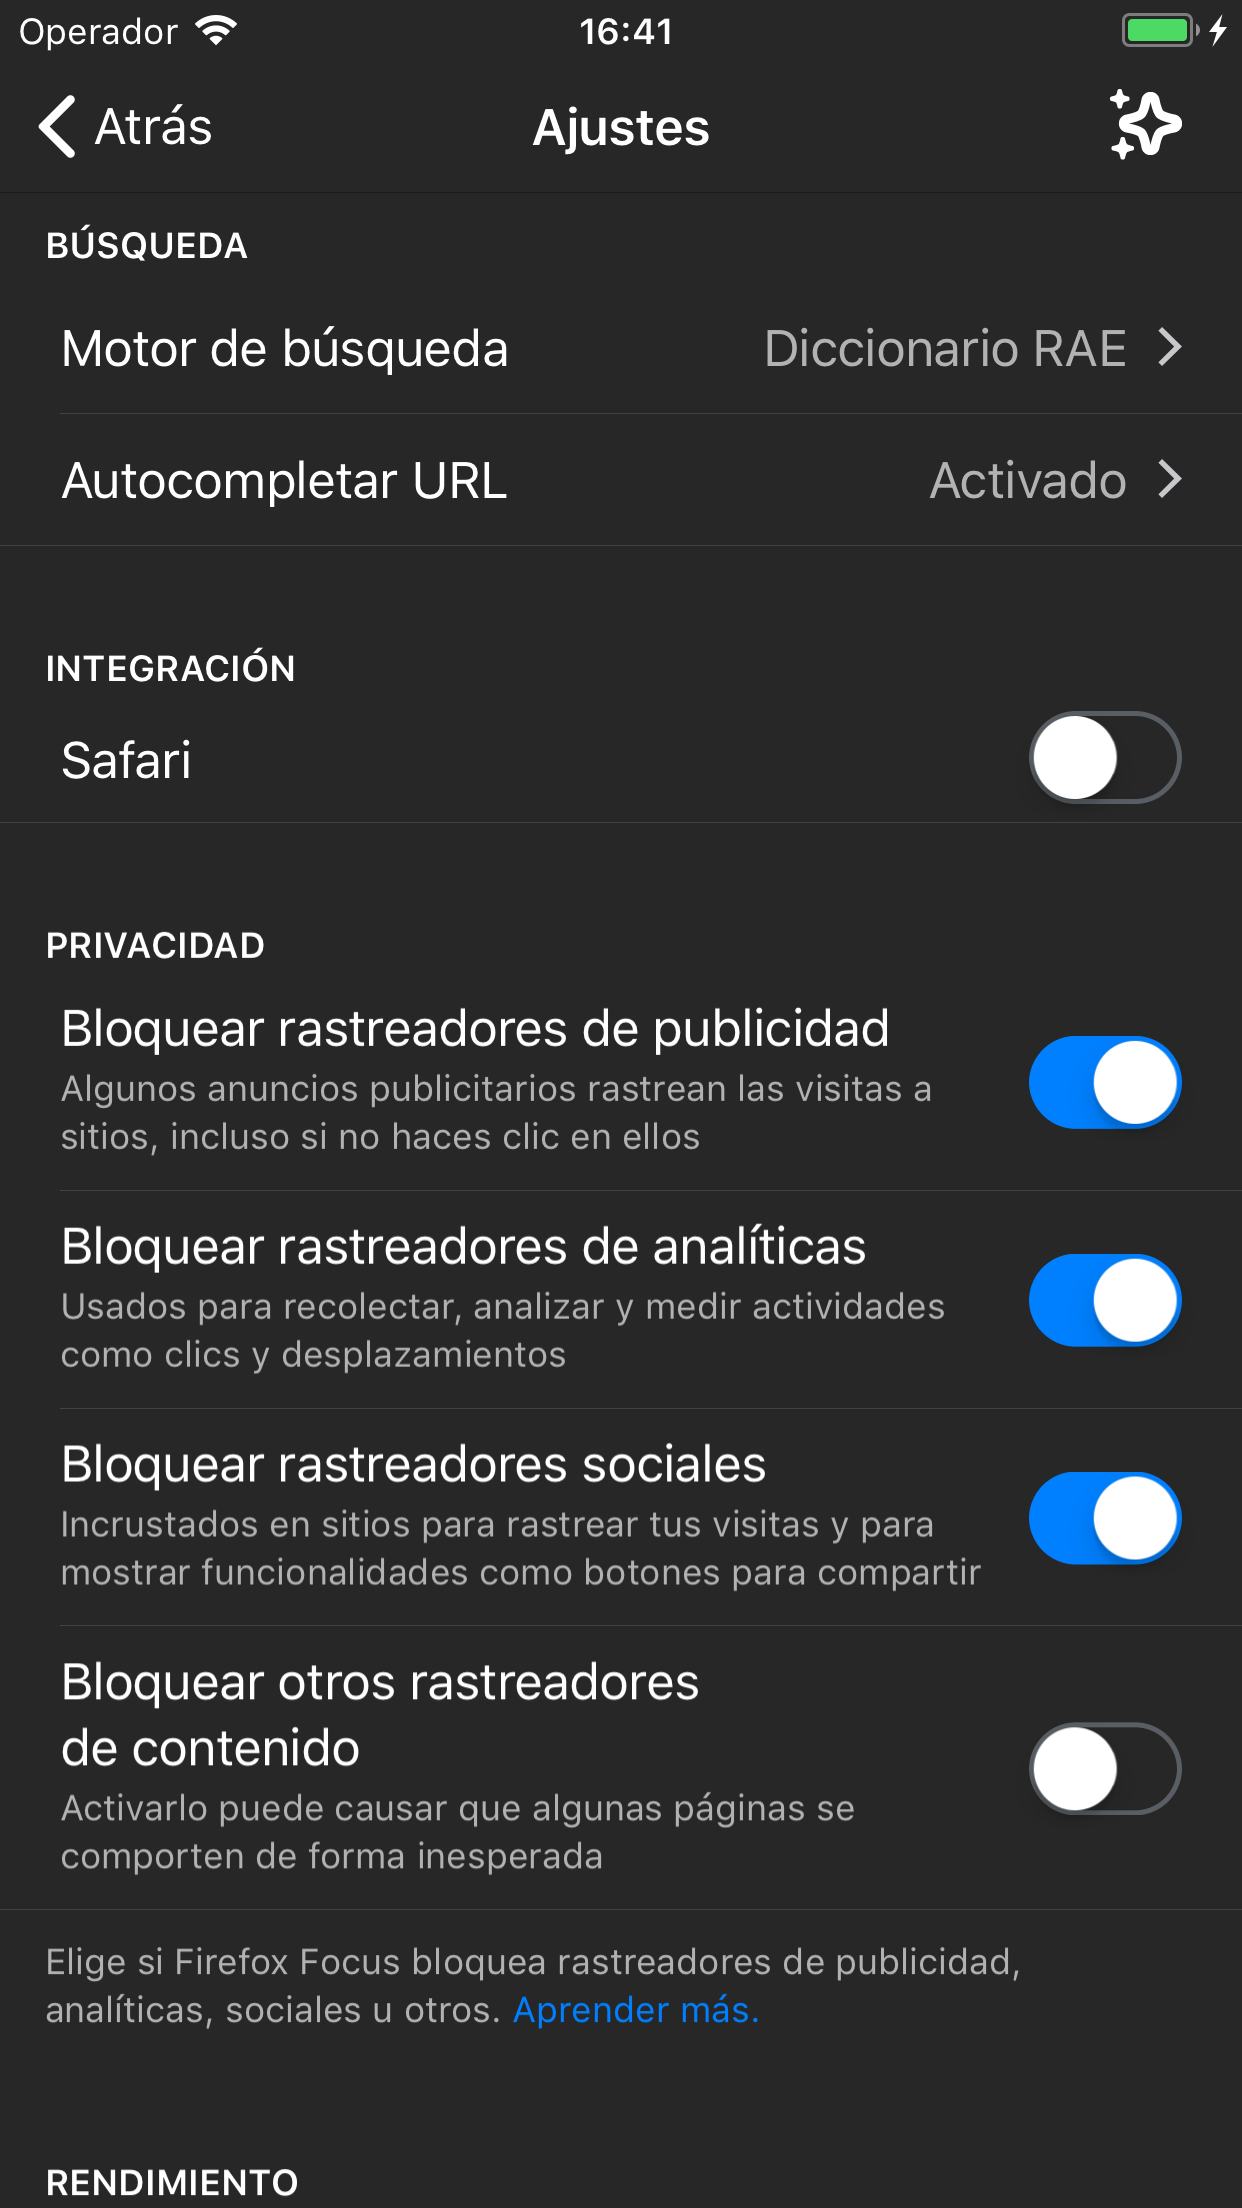 Operador
16:41
Atrás
Ajustes
BÚSQUEDA
Motor de búsqueda
Diccionario RAE
Autocompletar URL
Activado
INTEGRACIÓN
Safari
PRIVACIDAD
Bloquear rastreadores de publicidad
Algunos anuncios publicitarios rastrean las visitas a
sitios, incluso si no haces clic en ellos
Bloquear rastreadores de analíticas
Usados para recolectar, analizar y medir actividades
como clics y desplazamientos
Bloquear rastreadores sociales
Incrustados en sitios para rastrear tus visitas y para
mostrar funcionalidades como botones para compartir
Bloquear otros rastreadores
de contenido
Activarlo puede causar que algunas páginas se
comporten de forma inesperada
Elige si Firefox Focus bloquea rastreadores de publicidad,
analíticas, sociales u otros. Aprender más.
RENDIMIENTO